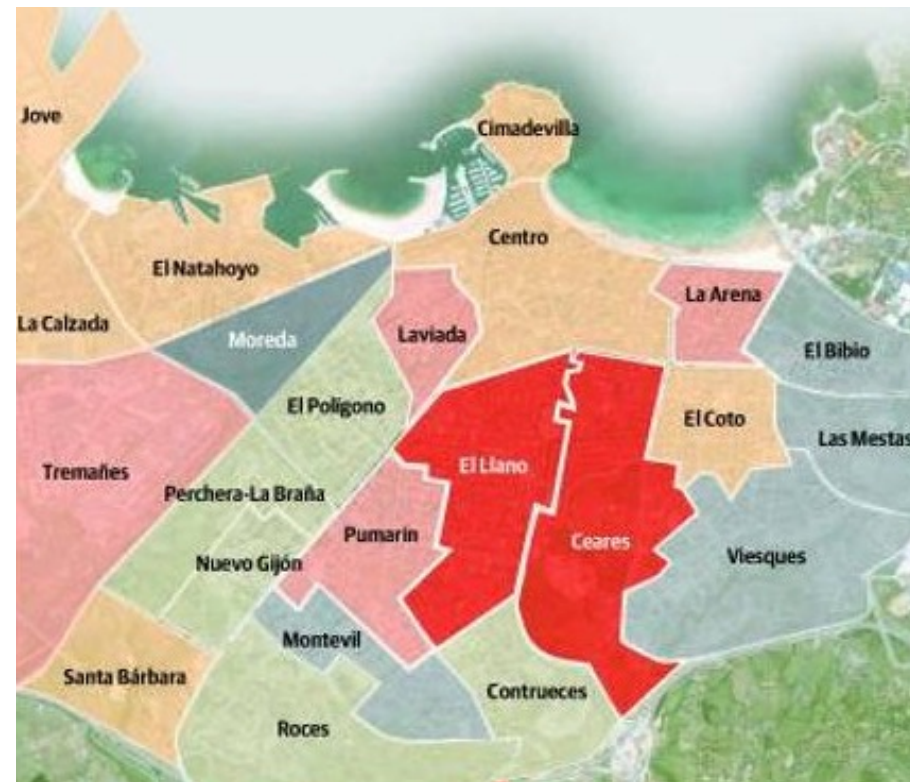 Jove
Cimadevilla
Centro
El Natahoyo
La Arena
La Calzada
Moreda
Laviada
El Bibio
El Polígono
El Coto
Las Mestas
El Llano
Tremañes
Perchera-La Braña
Pumarín
Ceares
Viesques
Nuevo Gijón
Montevil
Santa Bárbara
Contrueces
Roces